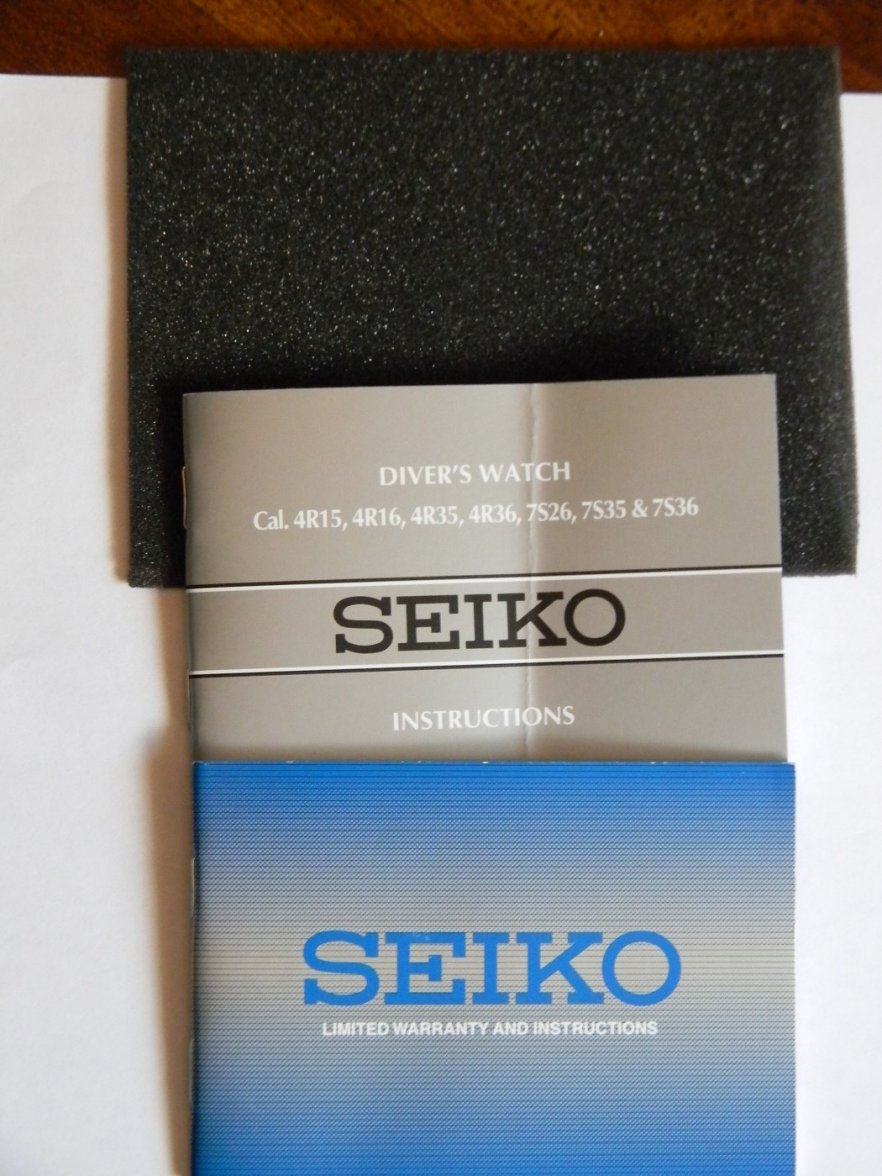 DIVER'S WATCH
Cal. 4R15, 4R16, 4R35, 4R36, 7S26, 7S35 & 7S36
SEIKO
INSTRUCTIONS
SEIKO
LIMITED WARRANTY AND INSTRUCTIONS